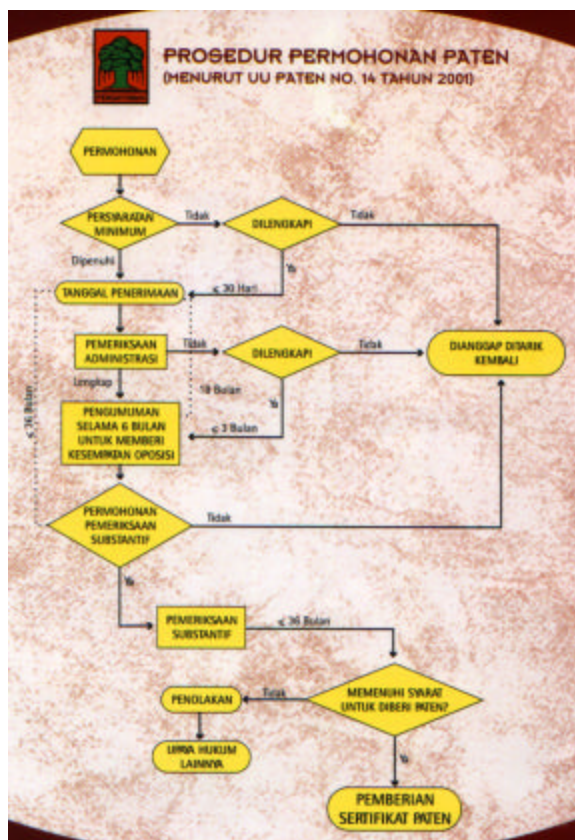 PROSEDUR PERMOHONAN PATEN
(MENURUT UU PATEN NO. 14 TAHUN 2001)
PERMOHONAN
PERSYARATAN
MINIMUM
Tidak
DILENGKAPI
Tidak
Dipenuhi
Ya
TANGGAL PENERIMAAN
≤ 30 Hari
PEMERIKSAAN
ADMINISTRASI
Tidak
DILENGKAPI
Tidak
DIANGGAP DITARIK
KEMBALI
≤ 36 Bulan
Lengkap
18 Bulan
Ya
PENGUMUMAN
SELAMA 6 BULAN
UNTUK MEMBERI
KESEMPATAN OPOSISI
≤ 3 Bulan
PERMOHONAN
PEMERIKSAAN
SUBSTANTIF
Tidak
Ya
PEMERIKSAAN
SUBSTANTIF
≤ 36 Bulan
MEMENUHI SYARAT
UNTUK DIBERI PATEN?
Tidak
PENOLAKAN
UPAYA HUKUM
LAINNYA
Ya
PEMBERIAN
SERTIFIKAT PATEN